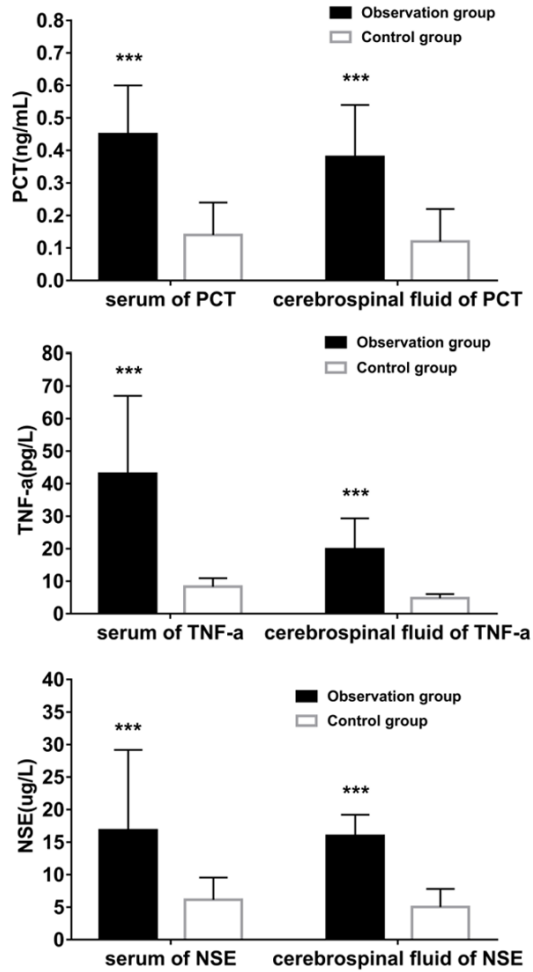 Observation group
Control group
PCT(ng/mL)
0.8
0.7
0.6
0.5
0.4
0.3
0.2
0.1
0.0
***
***
serum of PCT
cerebrospinal fluid of PCT
Observation group
Control group
TNF-a(pg/L)
80
70
60
50
40
30
20
10
0
***
***
serum of TNF-a
cerebrospinal fluid of TNF-a
Observation group
Control group
NSE(ug/L)
40
35
30
25
20
15
10
5
0
***
***
serum of NSE
cerebrospinal fluid of NSE